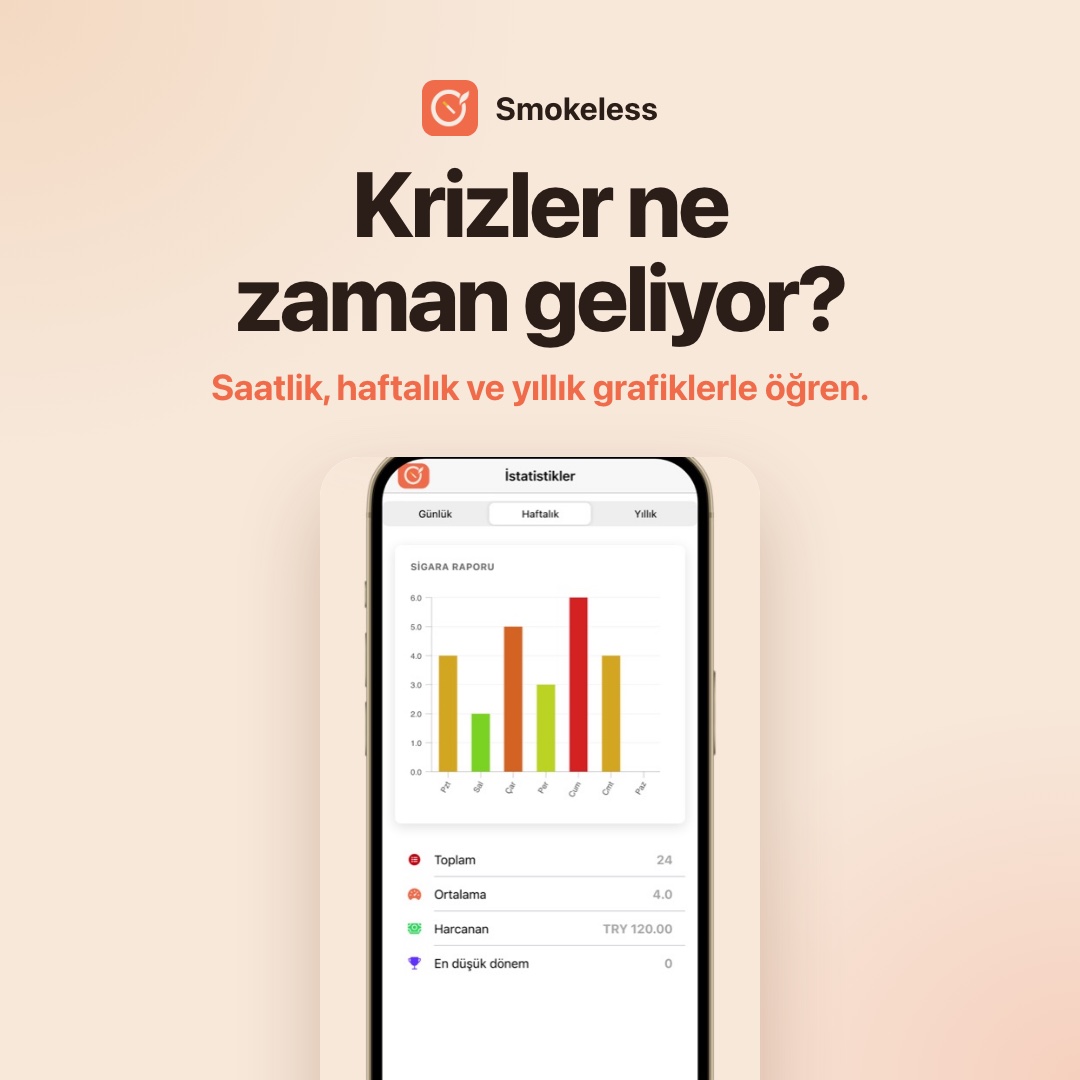 Smokeless
Krizler ne
zaman geliyor?
Saatlik, haftalık ve yıllık grafiklerle öğren.
İstatistikler
Günlük Haftalık Yıllık
SİGARA RAPORU
6.0
5.0
4.0
3.0
2.0
1.0
0.0
Pzt Sal Çar Per Cum Cmt Paz
Toplam 24
Ortalama 4.0
Harcanan TRY 120.00
En düşük dönem 0